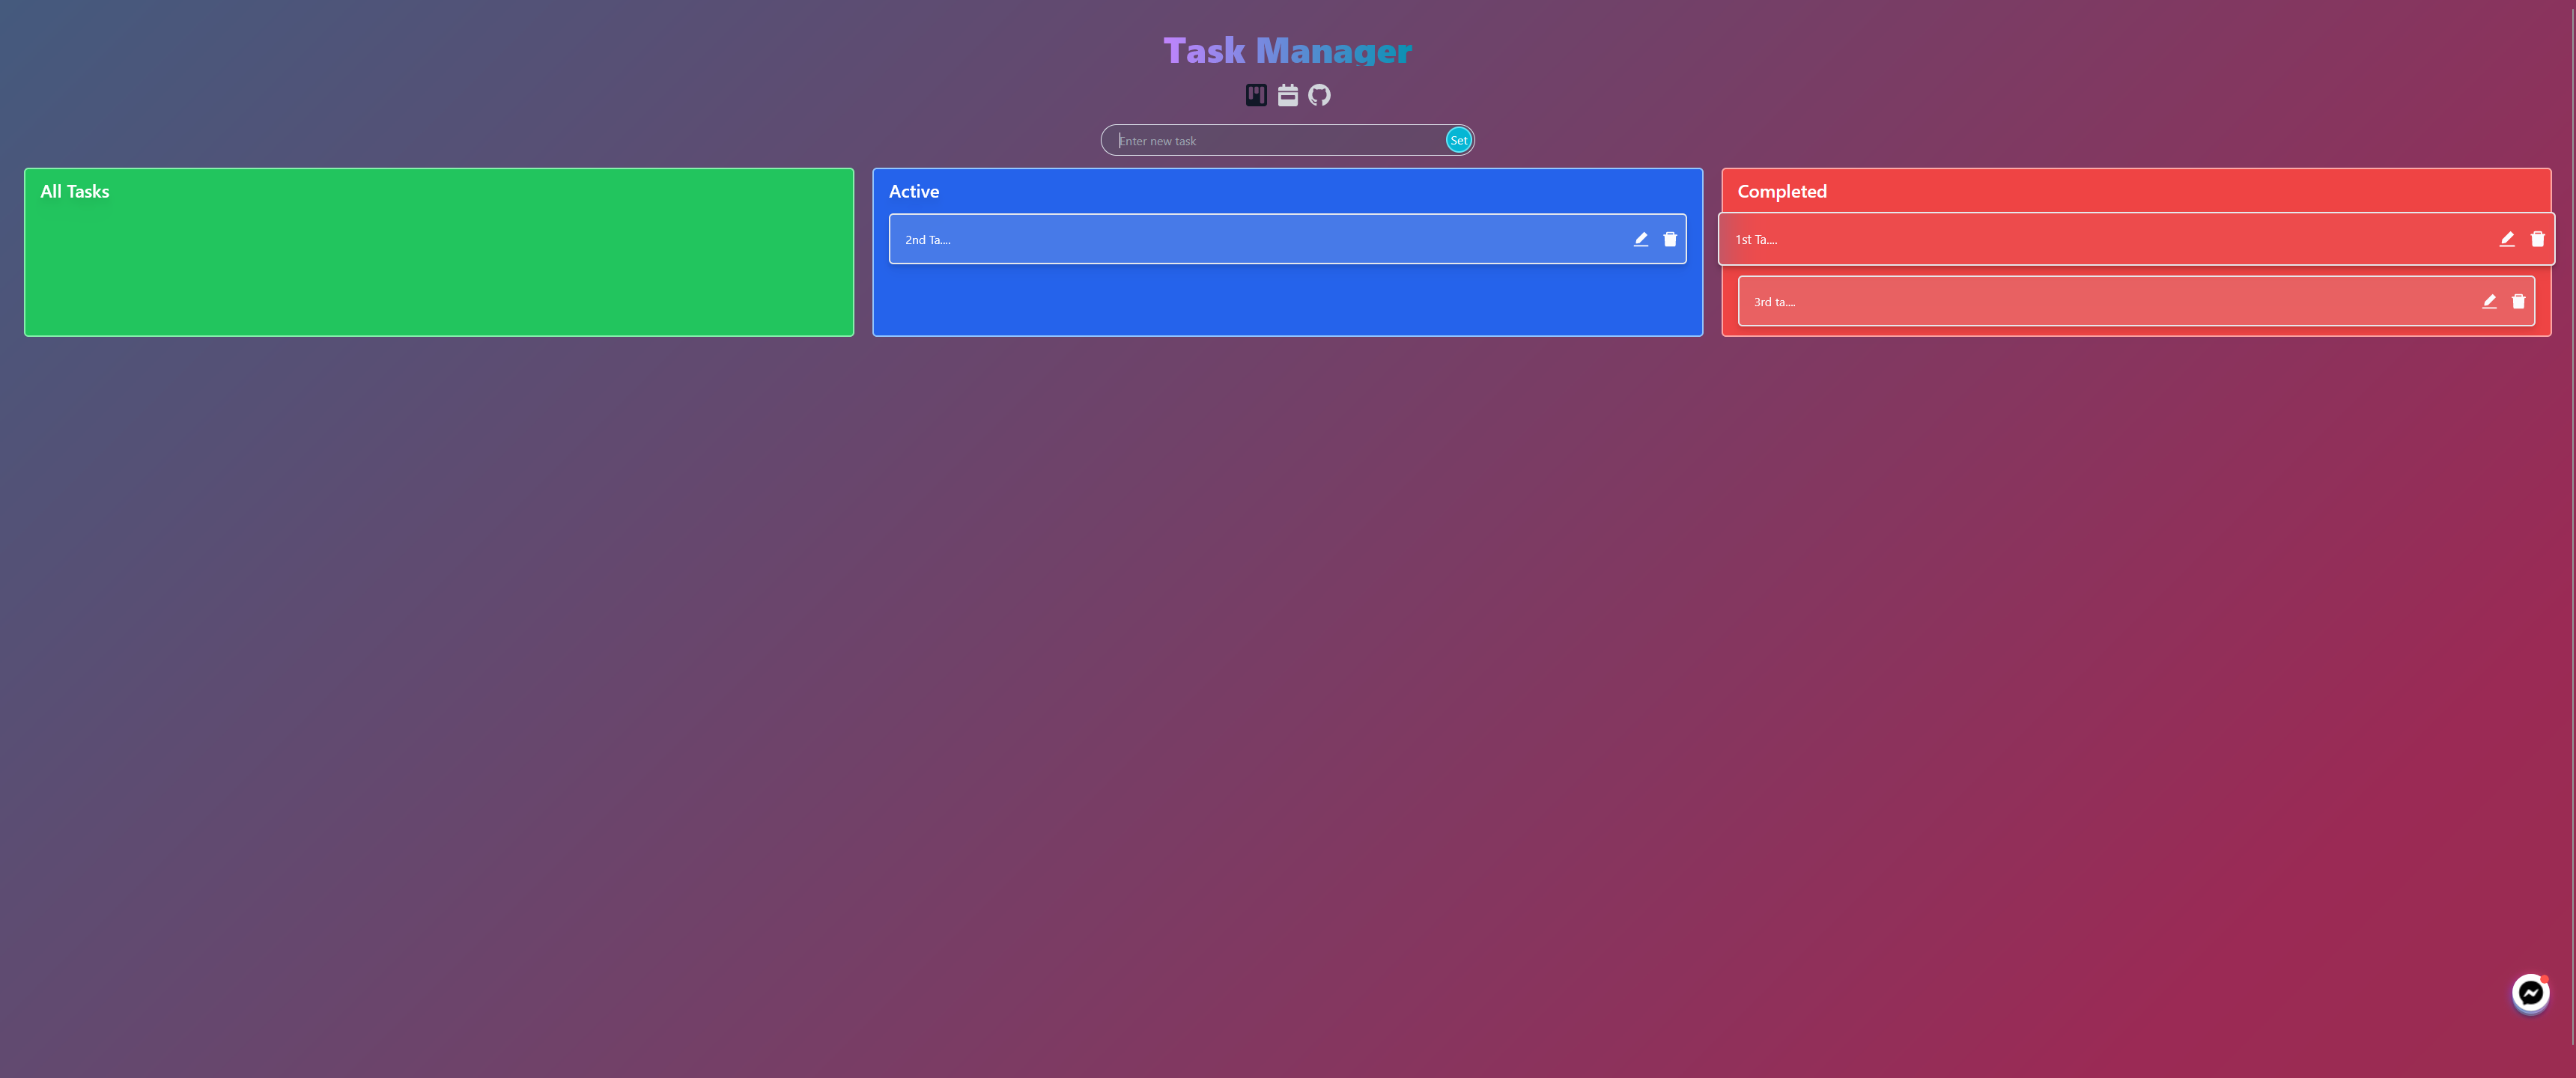 Task Manager
Enter new task
Set
All Tasks
Active
2nd Ta....
Completed
1st Ta....
3rd ta....